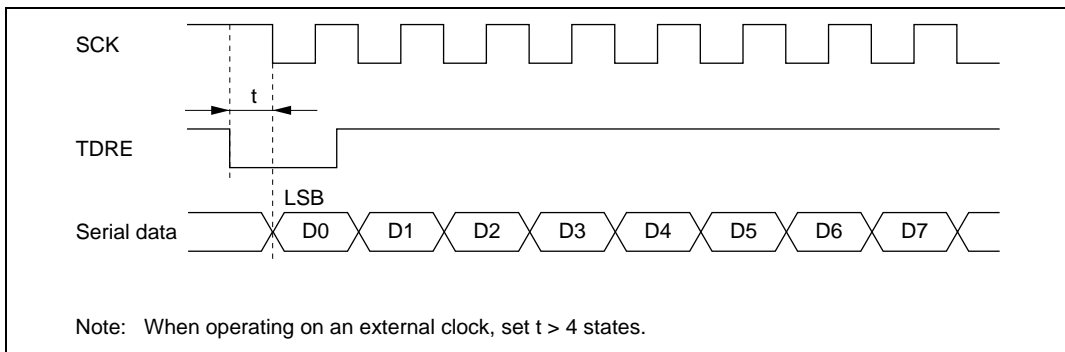 SCK
t
TDRE
LSB
Serial data D0 D1 D2 D3 D4 D5 D6 D7
Note: When operating on an external clock, set t > 4 states.